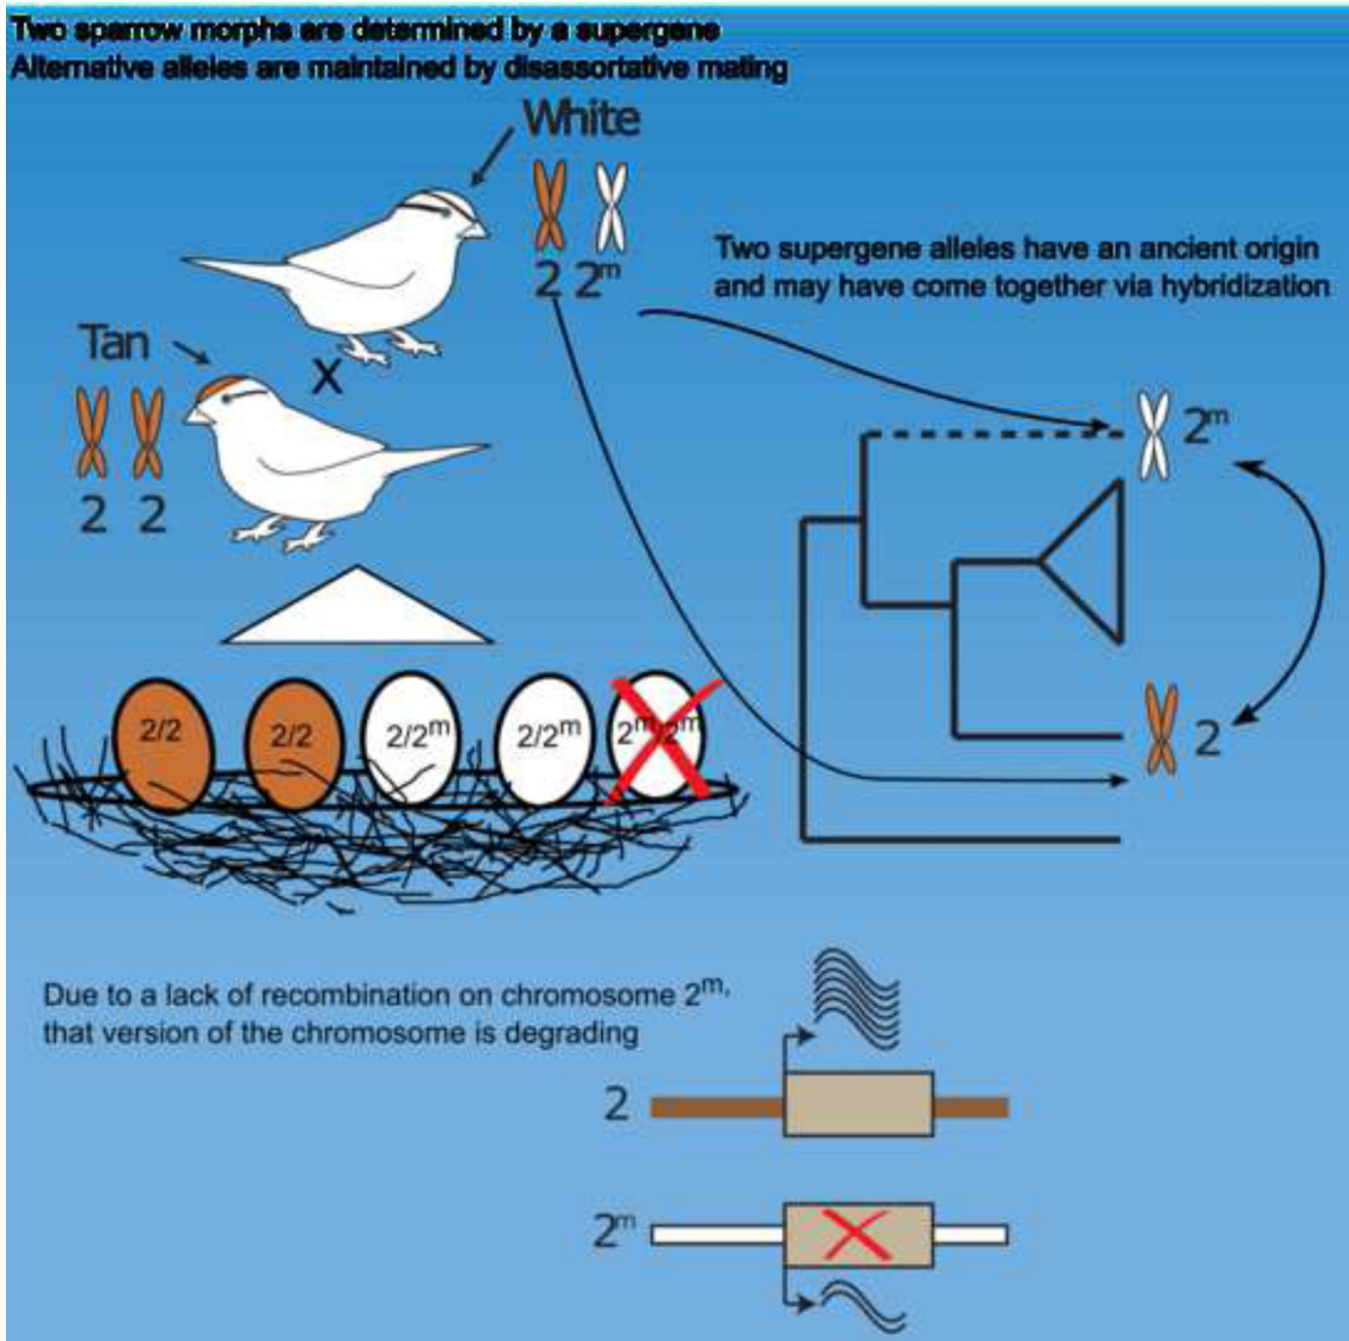 Two sparrow morphs are determined by a supergene
Alternative alleles are maintained by disassortative mating
White
2 2ᵐ
Two supergene alleles have an ancient origin
and may have come together via hybridization
Tan
X
2 2
2ᵐ
2
2/2 2/2 2/2ᵐ 2/2ᵐ 2ᵐ/2ᵐ
Due to a lack of recombination on chromosome 2ᵐ,
that version of the chromosome is degrading
2
2ᵐ